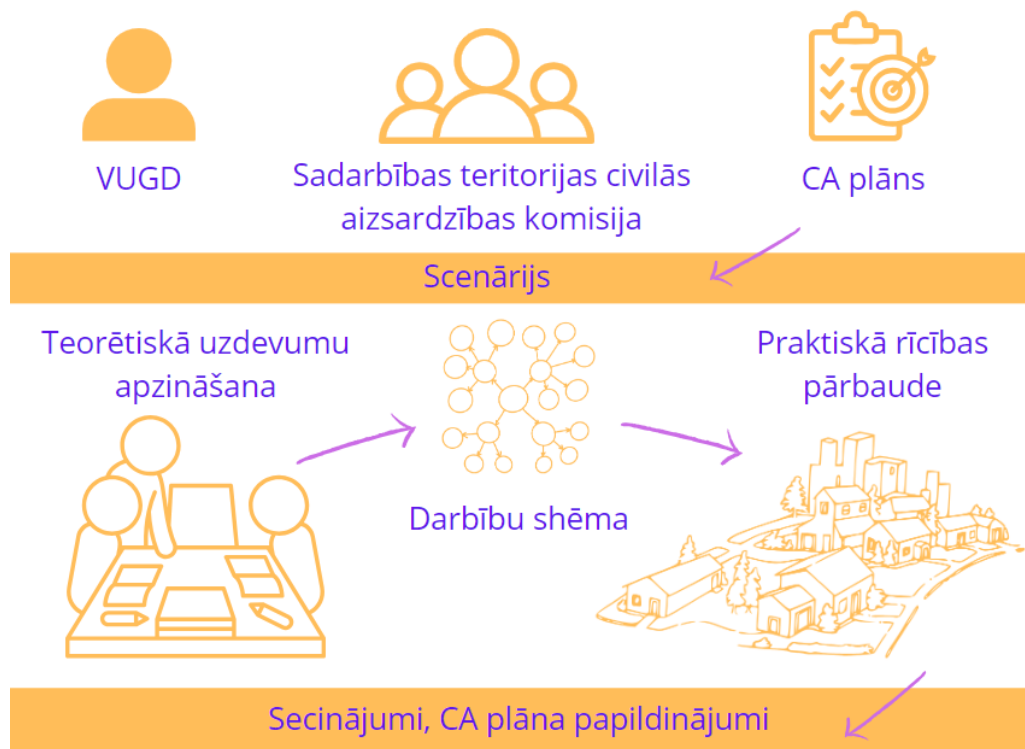 VUGD
Sadarbības teritorijas civilās
aizsardzības komisija
CA plāns
Scenārijs
Teorētiskā uzdevumu
apzināšana
Darbību shēma
Praktiskā rīcības
pārbaude
Secinājumi, CA plāna papildinājumi